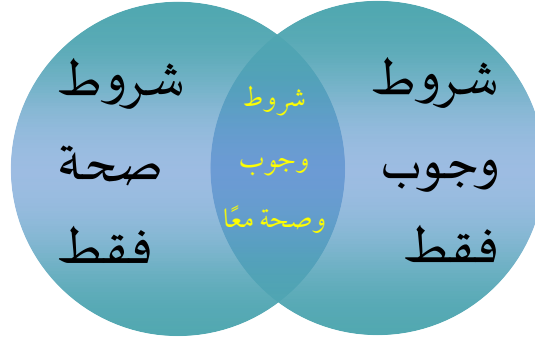 شروط
وجوب
فقط
شروط
وجوب
وصحة معًا
شروط
صحة
فقط